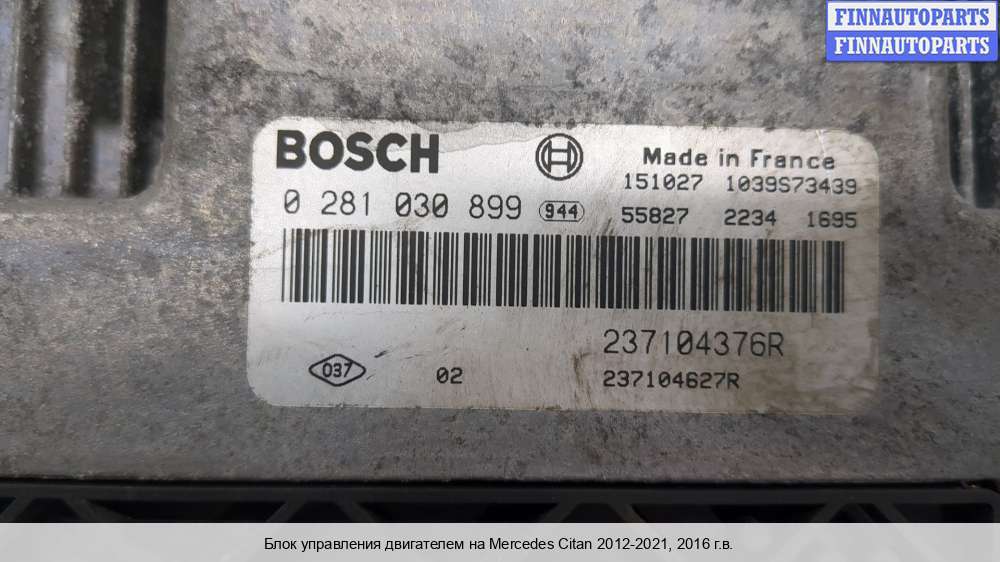 FINNAUTOPARTS
FINNAUTOPARTS
BOSCH
Made in France
151027 1039S73439
0 281 030 899 944
55827 2234 1695
237104376R
037 02 237104627R
Блок управления двигателем на Mercedes Citan 2012-2021, 2016 г.в.